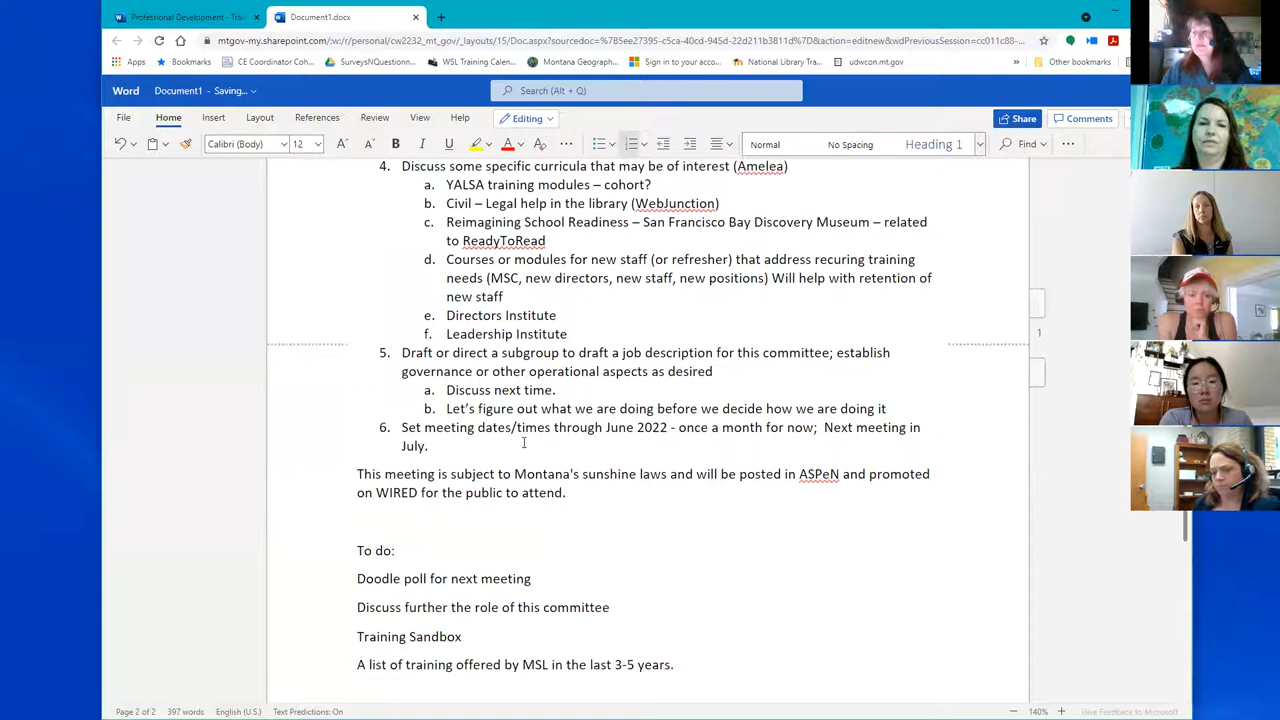 Professional Development - Trai
Document1.docx
mtgov-my.sharepoint.com/:w:/r/personal/cw2232_mt_gov/_layouts/15/Doc.aspx?sourcedoc=%7B5ee27395-c5ca-40cd-945d-22d211b3811d%7D&action=editnew&wdPreviousSession=cc011c88-...
Apps
Bookmarks
CE Coordinator Coh...
SurveysNQuestionn...
WSL Training Calen...
Montana Geograph...
Sign in to your acco...
National Library Tra...
udwcon.mt.gov
»
Other bookmarks
Word
Document1 - Saving...
Search (Alt + Q)
File Home Insert Layout References Review View Help
Editing
Share
Comments
Calibri (Body) 12
B I U
Normal No Spacing Heading 1
Find
4. Discuss some specific curricula that may be of interest (Amelea)
a. YALSA training modules – cohort?
b. Civil – Legal help in the library (WebJunction)
c. Reimagining School Readiness – San Francisco Bay Discovery Museum – related
to ReadyToRead
d. Courses or modules for new staff (or refresher) that address recuring training
needs (MSC, new directors, new staff, new positions) Will help with retention of
new staff
e. Directors Institute
f. Leadership Institute
1
5. Draft or direct a subgroup to draft a job description for this committee; establish
governance or other operational aspects as desired
a. Discuss next time.
b. Let's figure out what we are doing before we decide how we are doing it
6. Set meeting dates/times through June 2022 - once a month for now; Next meeting in
July.
This meeting is subject to Montana's sunshine laws and will be posted in ASPeN and promoted
on WIRED for the public to attend.
To do:
Doodle poll for next meeting
Discuss further the role of this committee
Training Sandbox
A list of training offered by MSL in the last 3-5 years.
Page 2 of 2 397 words English (U.S.) Text Predictions: On
140%
Give Feedback to Microsoft